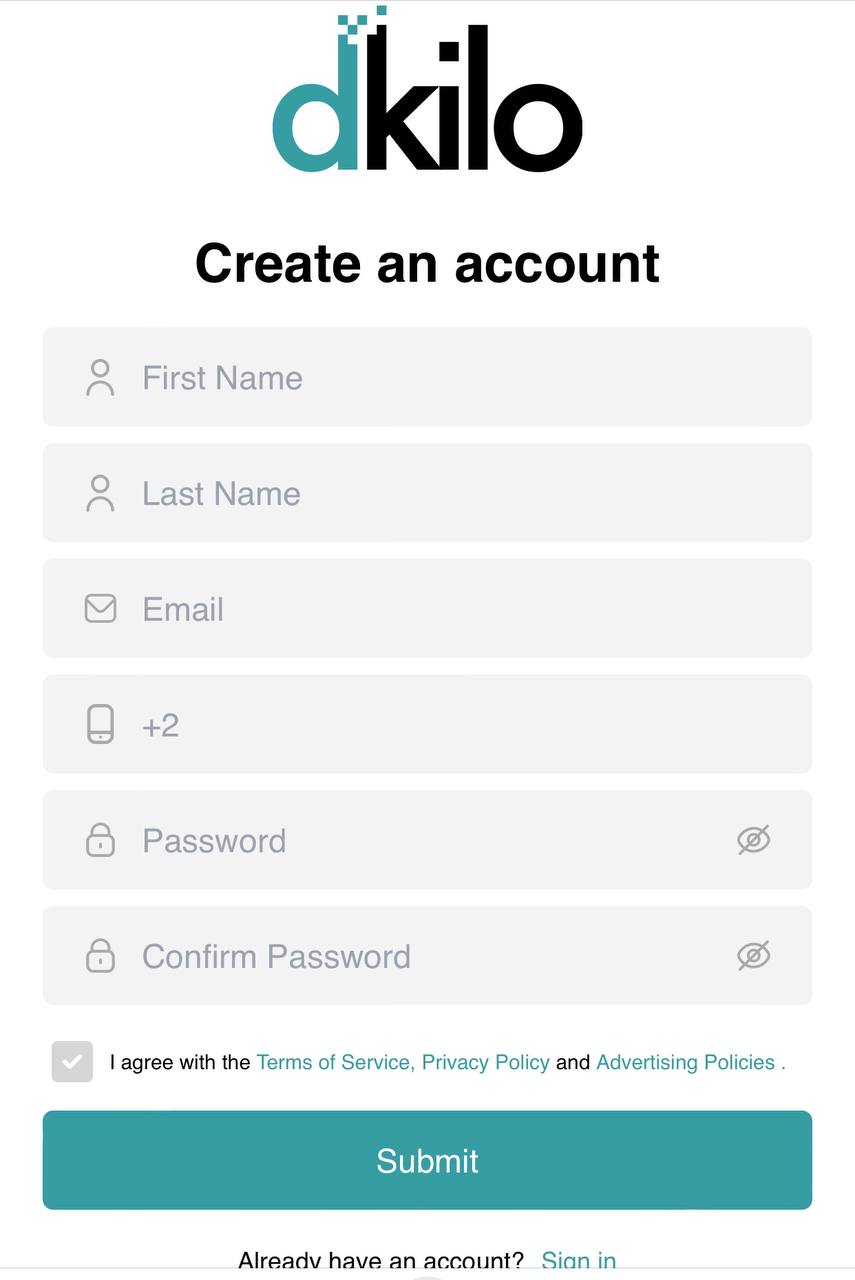 dkilo
Create an account
First Name
Last Name
Email
+2
Password
Confirm Password
I agree with the Terms of Service, Privacy Policy and Advertising Policies .
Submit
Already have an account? Sign in